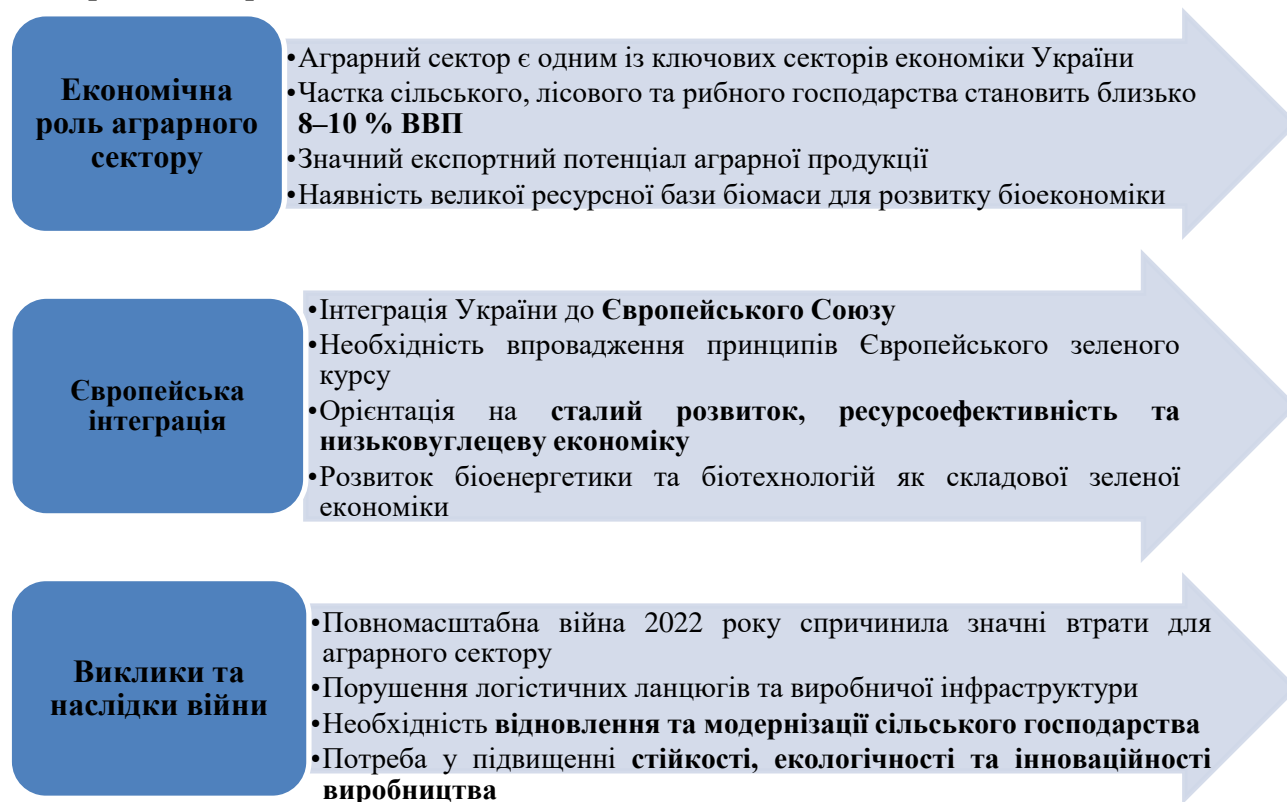 Економічна
роль аграрного
сектору
•Аграрний сектор є одним із ключових секторів економіки України
•Частка сільського, лісового та рибного господарства становить близько
8–10 % ВВП
•Значний експортний потенціал аграрної продукції
•Наявність великої ресурсної бази біомаси для розвитку біоекономіки
Європейська
інтеграція
•Інтеграція України до Європейського Союзу
•Необхідність впровадження принципів Європейського зеленого
курсу
•Орієнтація на сталий розвиток, ресурсоефективність та
низьковуглецеву економіку
•Розвиток біоенергетики та біотехнологій як складової зеленої
економіки
Виклики та
наслідки війни
•Повномасштабна війна 2022 року спричинила значні втрати для
аграрного сектору
•Порушення логістичних ланцюгів та виробничої інфраструктури
•Необхідність відновлення та модернізації сільського господарства
•Потреба у підвищенні стійкості, екологічності та інноваційності
виробництва